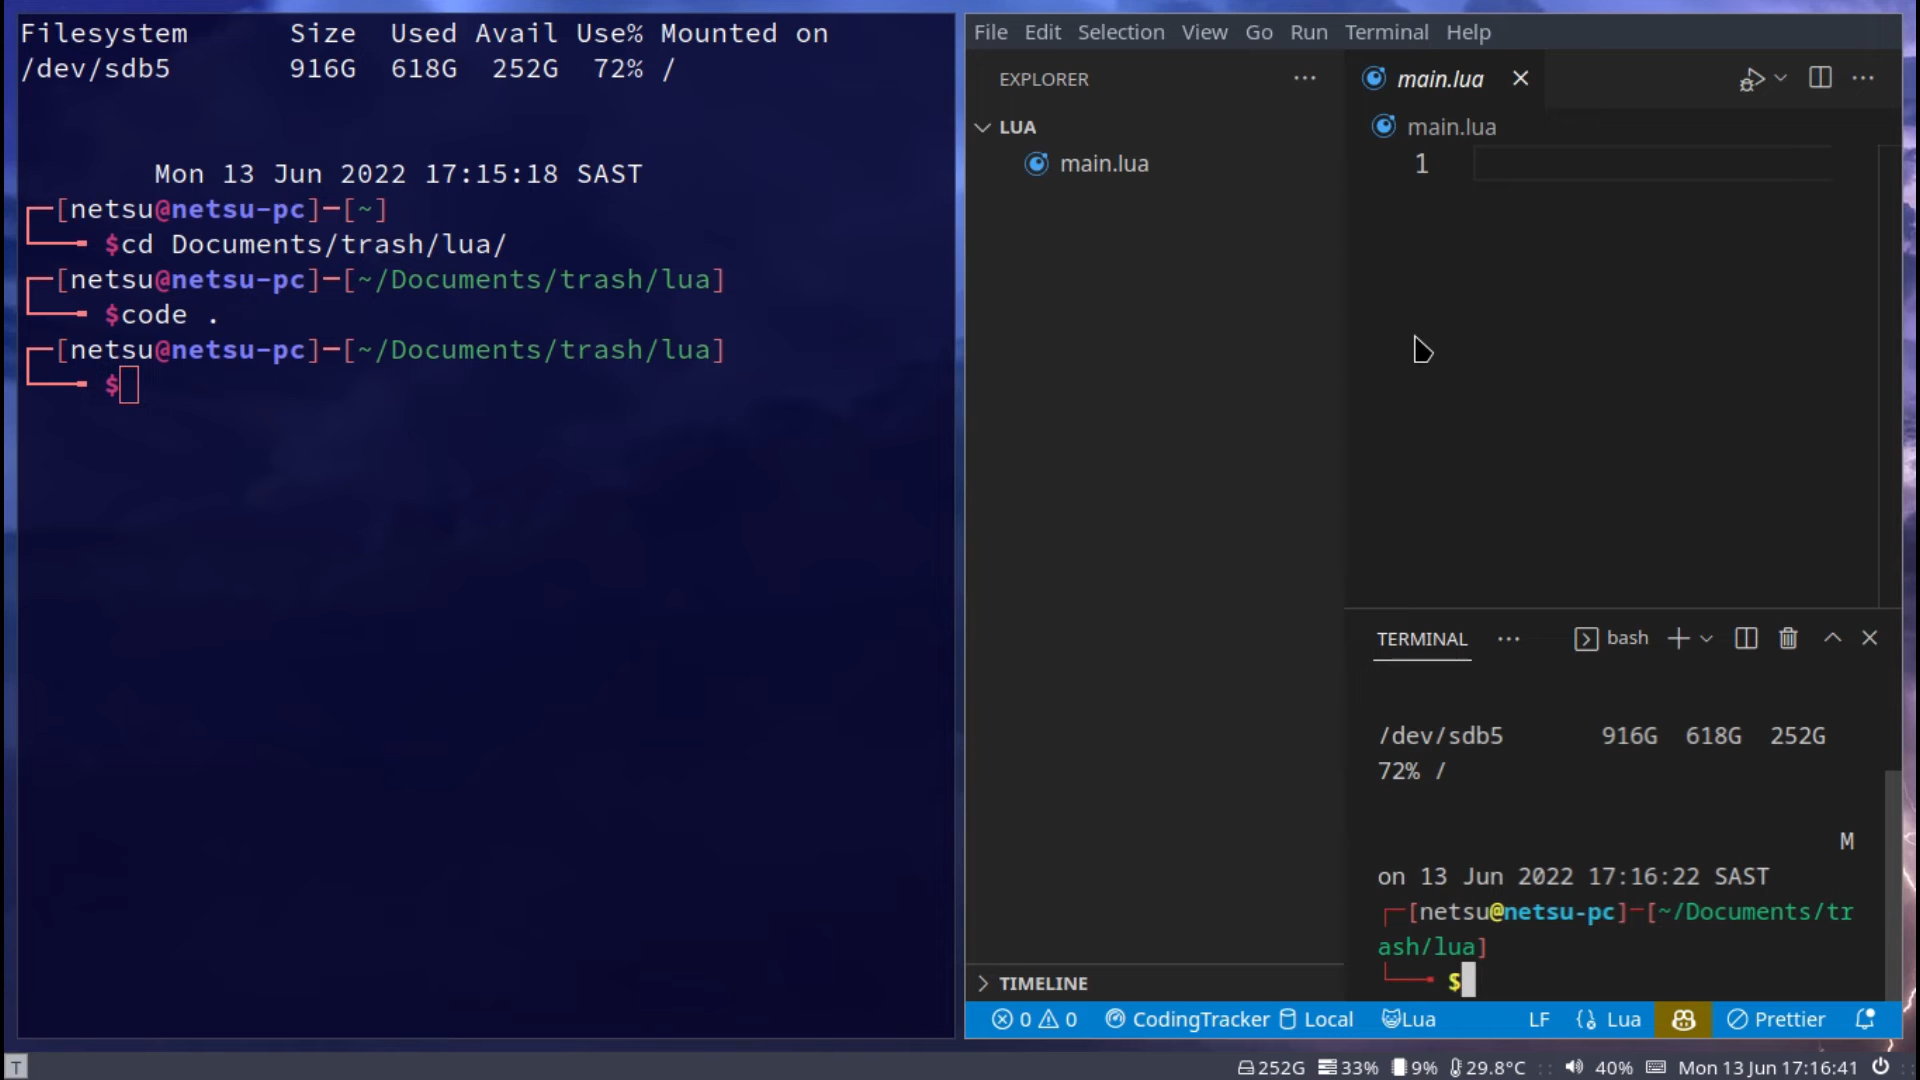 Filesystem Size Used Avail Use% Mounted on
/dev/sdb5 916G 618G 252G 72% /
Mon 13 Jun 2022 17:15:18 SAST
[netsu@netsu-pc]-[~]
$cd Documents/trash/lua/
[netsu@netsu-pc]-[~/Documents/trash/lua]
$code .
[netsu@netsu-pc]-[~/Documents/trash/lua]
$
File Edit Selection View Go Run Terminal Help
EXPLORER
LUA
main.lua
TIMELINE
main.lua
main.lua
1
TERMINAL bash
/dev/sdb5 916G 618G 252G
72% /
M
on 13 Jun 2022 17:16:22 SAST
[netsu@netsu-pc]-[~/Documents/tr
ash/lua]
$
0 0 CodingTracker Local Lua LF Lua Prettier
T 252G 33% 9% 29.8°C 40% Mon 13 Jun 17:16:41